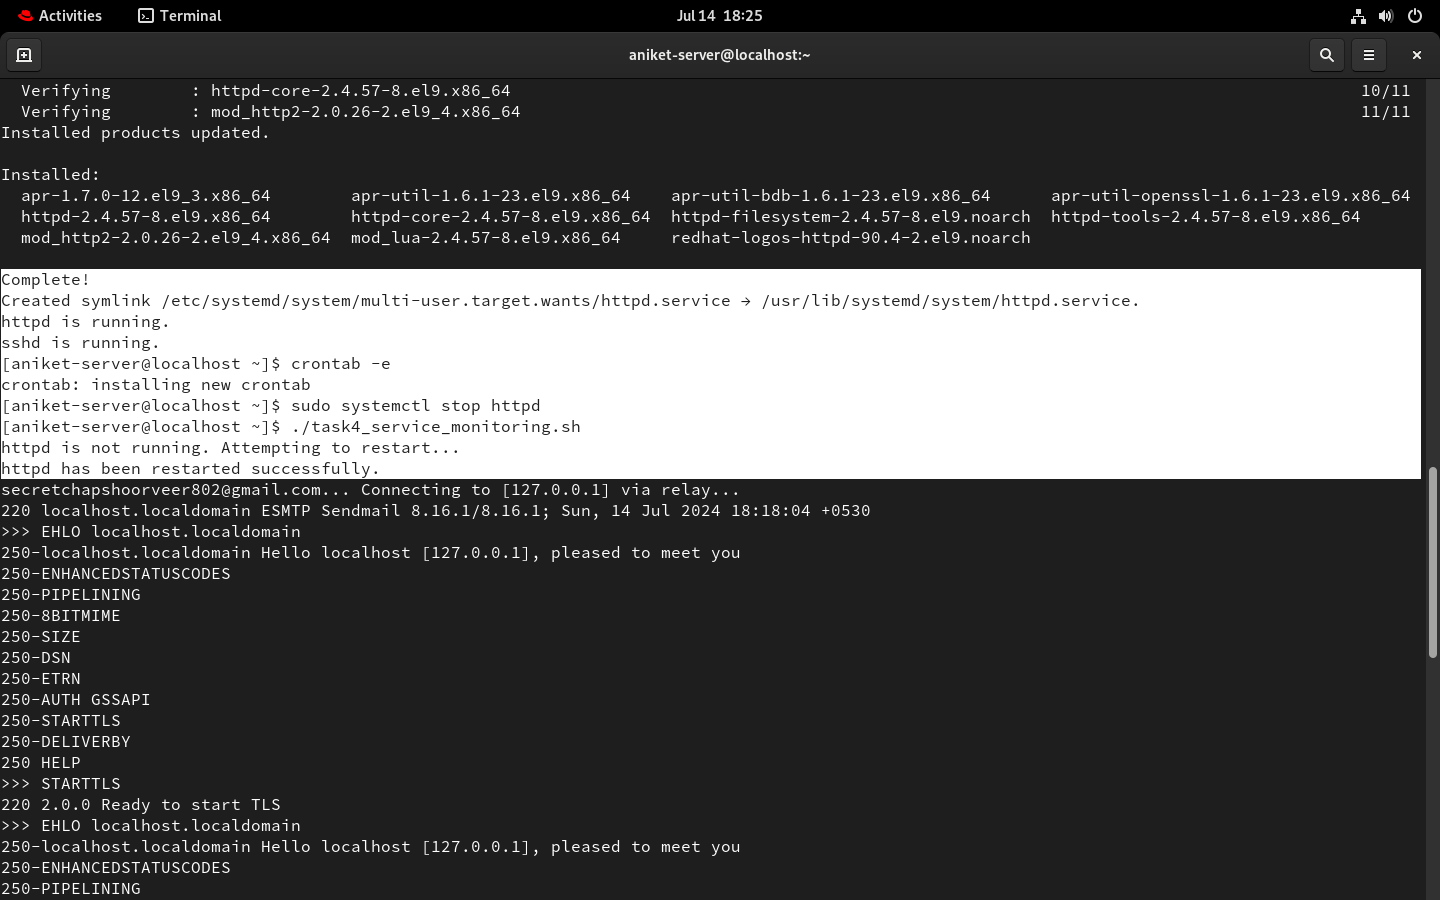 Activities Terminal Jul 14 18:25
aniket-server@localhost:~
  Verifying        : httpd-core-2.4.57-8.el9.x86_64                                                                                     10/11
  Verifying        : mod_http2-2.0.26-2.el9_4.x86_64                                                                                    11/11
Installed products updated.

Installed:
  apr-1.7.0-12.el9_3.x86_64        apr-util-1.6.1-23.el9.x86_64    apr-util-bdb-1.6.1-23.el9.x86_64      apr-util-openssl-1.6.1-23.el9.x86_64
  httpd-2.4.57-8.el9.x86_64        httpd-core-2.4.57-8.el9.x86_64  httpd-filesystem-2.4.57-8.el9.noarch  httpd-tools-2.4.57-8.el9.x86_64
  mod_http2-2.0.26-2.el9_4.x86_64  mod_lua-2.4.57-8.el9.x86_64     redhat-logos-httpd-90.4-2.el9.noarch

Complete!
Created symlink /etc/systemd/system/multi-user.target.wants/httpd.service → /usr/lib/systemd/system/httpd.service.
httpd is running.
sshd is running.
[aniket-server@localhost ~]$ crontab -e
crontab: installing new crontab
[aniket-server@localhost ~]$ sudo systemctl stop httpd
[aniket-server@localhost ~]$ ./task4_service_monitoring.sh
httpd is not running. Attempting to restart...
httpd has been restarted successfully.
secretchapshoorveer802@gmail.com... Connecting to [127.0.0.1] via relay...
220 localhost.localdomain ESMTP Sendmail 8.16.1/8.16.1; Sun, 14 Jul 2024 18:18:04 +0530
>>> EHLO localhost.localdomain
250-localhost.localdomain Hello localhost [127.0.0.1], pleased to meet you
250-ENHANCEDSTATUSCODES
250-PIPELINING
250-8BITMIME
250-SIZE
250-DSN
250-ETRN
250-AUTH GSSAPI
250-STARTTLS
250-DELIVERBY
250 HELP
>>> STARTTLS
220 2.0.0 Ready to start TLS
>>> EHLO localhost.localdomain
250-localhost.localdomain Hello localhost [127.0.0.1], pleased to meet you
250-ENHANCEDSTATUSCODES
250-PIPELINING